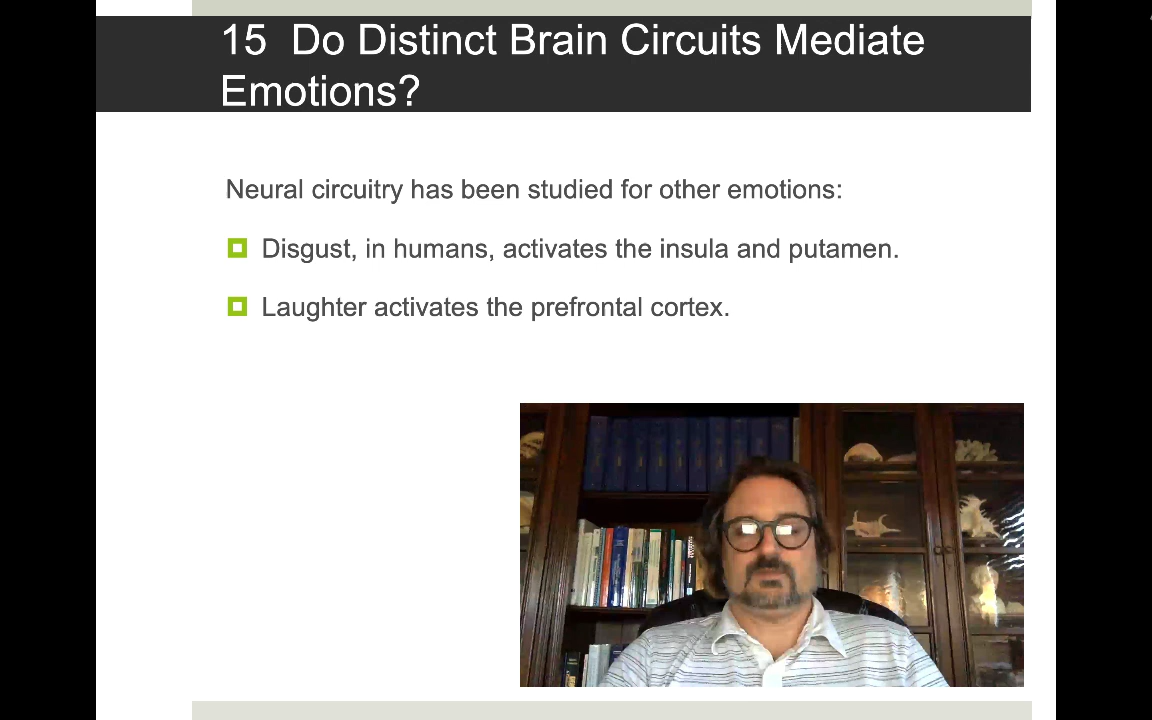 15 Do Distinct Brain Circuits Mediate
Emotions?
Neural circuitry has been studied for other emotions:
Disgust, in humans, activates the insula and putamen.
Laughter activates the prefrontal cortex.